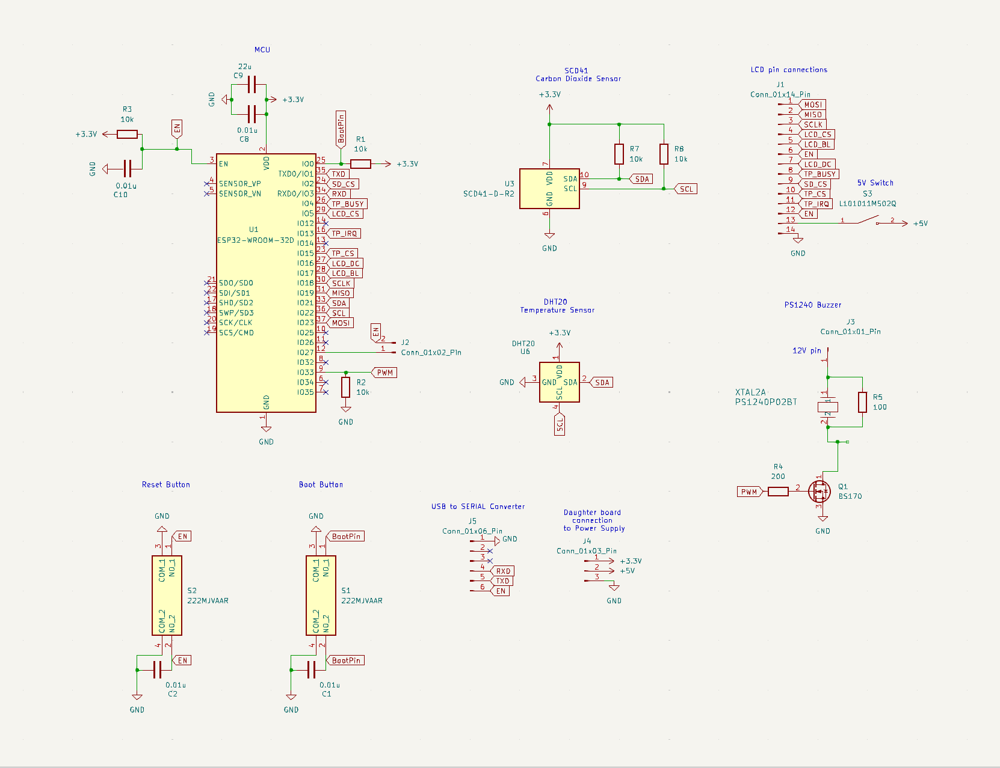 MCU
22u
C9
GND
+3.3V
0.01u
C8
R3
10k
+3.3V
EN
GND
0.01u
C10
BootPin
R1
10k
+3.3V
2
VDD
3
EN
4
SENSOR_VP
5
SENSOR_VN
U1
ESP32-WROOM-32D
21
SDO/SD0
22
SDI/SD1
17
SHD/SD2
18
SWP/SD3
20
SCK/CLK
19
SCS/CMD
IO0
25
TXD0/IO1
35
TXD
IO2
24
SD_CS
RXD0/IO3
34
RXD
IO4
26
TP_BUSY
IO5
29
LCD_CS
IO12
14
IO13
16
TP_IRQ
IO14
13
IO15
23
TP_CS
IO16
27
LCD_DC
IO17
28
LCD_BL
IO18
30
SCLK
IO19
31
MISO
IO21
33
SDA
IO22
36
SCL
IO23
37
MOSI
IO25
10
IO26
11
IO27
12
IO32
8
IO33
9
PWM
IO34
6
IO35
7
GND
1
GND
EN
2
J2
1
Conn_01x02_Pin
R2
10k
GND
SCD41
Carbon Dioxide Sensor
+3.3V
R7
10k
R8
10k
7
VDD
U3
SCD41-D-R2
SDA
10
SDA
SCL
9
SCL
GND
6
GND
LCD pin connections
J1
Conn_01x14_Pin
1
MOSI
2
MISO
3
SCLK
4
LCD_CS
5
LCD_BL
6
EN
7
LCD_DC
8
TP_BUSY
9
SD_CS
10
TP_CS
11
TP_IRQ
12
EN
13
14
GND
5V Switch
S3
L101011MS02Q
1
2
+5V
DHT20
Temperature Sensor
+3.3V
DHT20
U6
1
VDD
GND
3
GND
SDA
2
SDA
SCL
4
SCL
PS1240 Buzzer
J3
Conn_01x01_Pin
12V pin
1
XTAL2A
PS1240P02BT
1
1
2
2
R5
100
R4
200
PWM
2
1
Q1
BS170
3
GND
Reset Button
GND
EN
3
1
COM_1
NO_1
S2
222MJVAAR
COM_2
NO_2
4
2
EN
0.01u
C2
GND
Boot Button
GND
BootPin
3
1
COM_1
NO_1
S1
222MJVAAR
COM_2
NO_2
4
2
BootPin
0.01u
C1
GND
USB to SERIAL Converter
J5
Conn_01x06_Pin
1
GND
2
3
4
RXD
5
TXD
6
EN
Daughter board
connection
to Power Supply
J4
Conn_01x03_Pin
1
+3.3V
2
+5V
3
GND